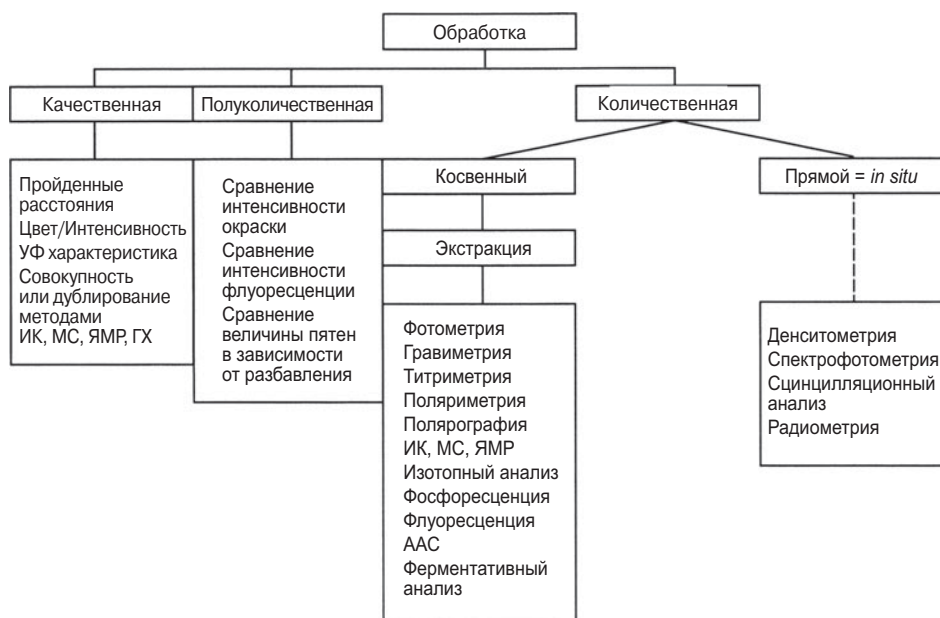 Обработка
Качественная
Полуколичественная
Количественная
Пройденные
расстояния
Цвет/Интенсивность
УФ характеристика
Совокупность
или дублирование
методами
ИК, МС, ЯМР, ГХ
Сравнение
интенсивности
окраски
Сравнение
интенсивности
флуоресценции
Сравнение
величины пятен
в зависимости
от разбавления
Косвенный
Экстракция
Фотометрия
Гравиметрия
Титриметрия
Поляриметрия
Полярография
ИК, МС, ЯМР
Изотопный анализ
Фосфоресценция
Флуоресценция
ААС
Ферментативный
анализ
Прямой = in situ
Денситометрия
Спектрофотометрия
Сцинцилляционный
анализ
Радиометрия